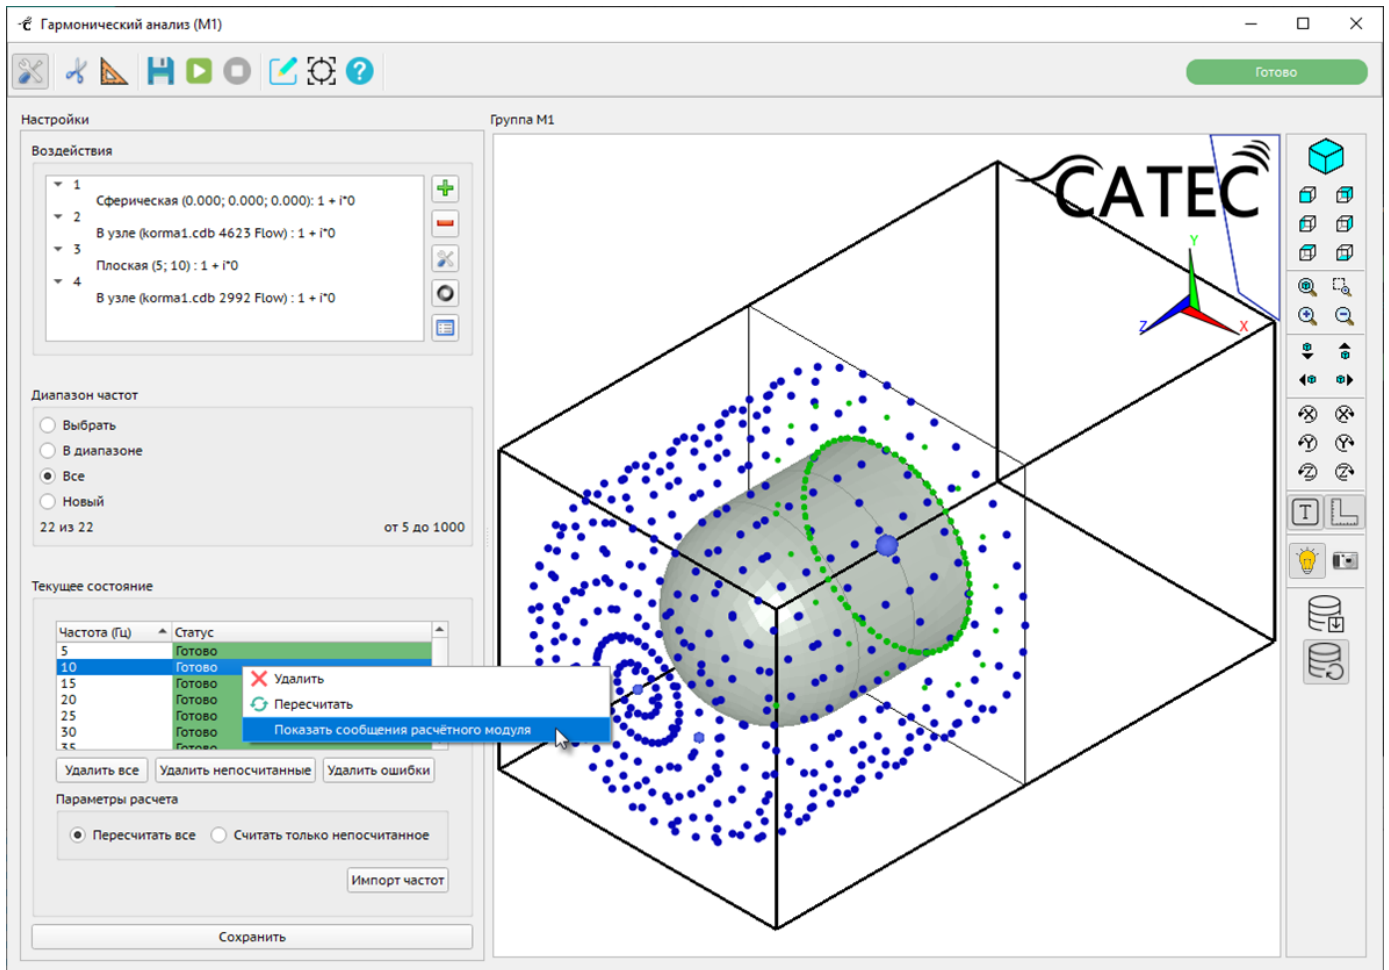 Гармонический анализ (M1)
Готово
Настройки
Группа M1
Воздействия
1
Сферическая (0.000; 0.000; 0.000): 1 + i*0
2
В узле (korma1.cdb 4623 Flow) : 1 + i*0
3
Плоская (5; 10) : 1 + i*0
4
В узле (korma1.cdb 2992 Flow) : 1 + i*0
CATEC
Y
Z
X
Диапазон частот
Выбрать
В диапазоне
Все
Новый
22 из 22
от 5 до 1000
Текущее состояние
Частота (Гц) Статус
5 Готово
10 Готово
15 Готово
20 Готово
25 Готово
30 Готово
35 Готово
Удалить
Пересчитать
Показать сообщения расчётного модуля
Удалить все
Удалить непосчитанные
Удалить ошибки
Параметры расчета
Пересчитать все
Считать только непосчитанное
Импорт частот
Сохранить
X X
Y Y
Z Z
T